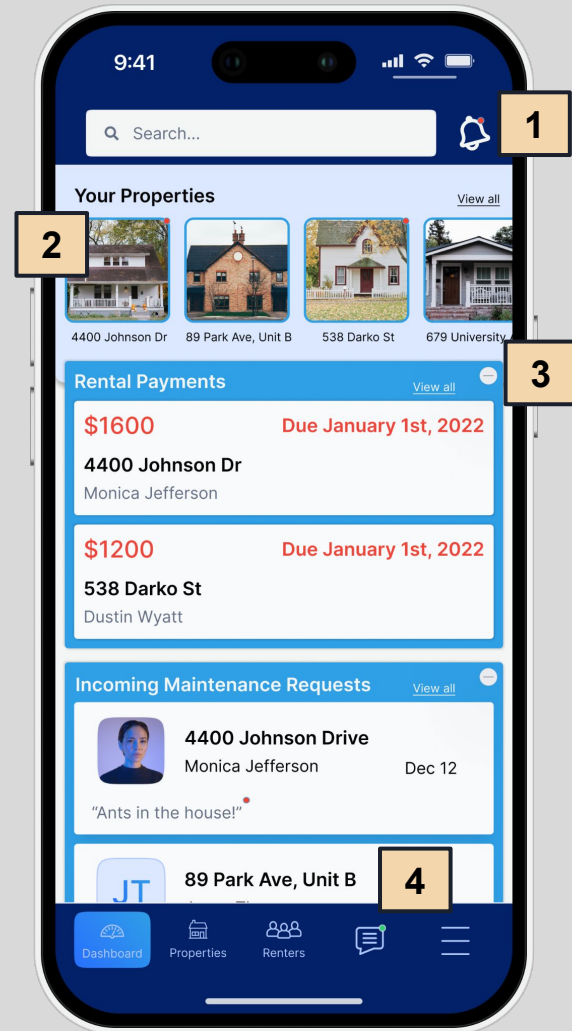 9:41
Search...
1
Your Properties
View all
2
4400 Johnson Dr
89 Park Ave, Unit B
538 Darko St
679 University
3
Rental Payments
View all
$1600
Due January 1st, 2022
4400 Johnson Dr
Monica Jefferson
$1200
Due January 1st, 2022
538 Darko St
Dustin Wyatt
Incoming Maintenance Requests
View all
4400 Johnson Drive
Monica Jefferson
Dec 12
“Ants in the house!”
JT
89 Park Ave, Unit B
4
Dashboard
Properties
Renters